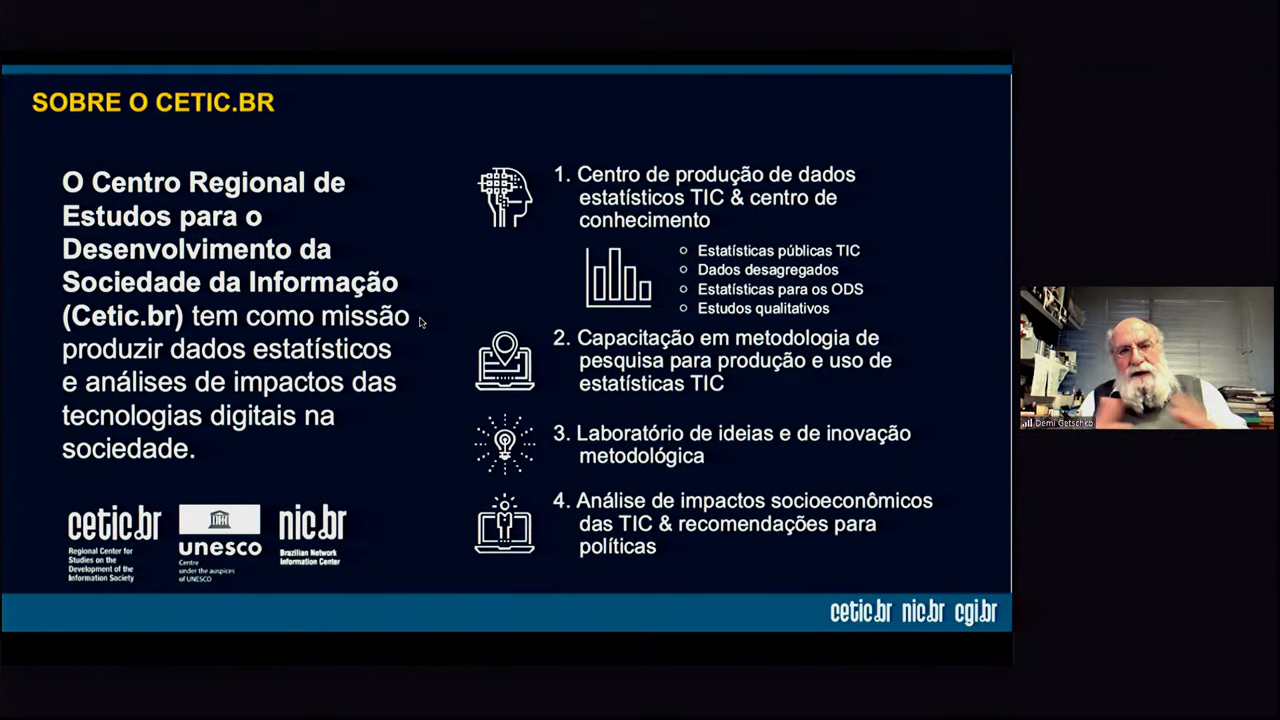 SOBRE O CETIC.BR
O Centro Regional de
Estudos para o
Desenvolvimento da
Sociedade da Informação
(Cetic.br) tem como missão
produzir dados estatísticos
e análises de impactos das
tecnologias digitais na
sociedade.
cetic.br
Regional Center for
Studies on the
Development of the
Information Society
unesco
Centre
under the auspices
of UNESCO
nic.br
Brazilian Network
Information Center
1. Centro de produção de dados
estatísticos TIC & centro de
conhecimento
Estatísticas públicas TIC
Dados desagregados
Estatísticas para os ODS
Estudos qualitativos
2. Capacitação em metodologia de
pesquisa para produção e uso de
estatísticas TIC
3. Laboratório de ideias e de inovação
metodológica
4. Análise de impactos socioeconômicos
das TIC & recomendações para
políticas
cetic.br nic.br cgi.br
Demi Getschko